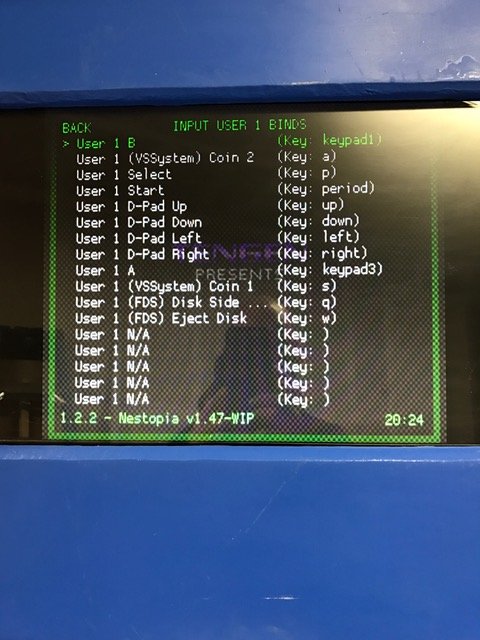 BACK INPUT USER 1 BINDS
> User 1 B (Key: keypad1)
User 1 (VSSystem) Coin 2 (Key: a)
User 1 Select (Key: p)
User 1 Start (Key: period)
User 1 D-Pad Up (Key: up)
User 1 D-Pad Down (Key: down)
User 1 D-Pad Left (Key: left)
User 1 D-Pad Right (Key: right)
User 1 A (Key: keypad3)
PRESENTS
User 1 (VSSystem) Coin 1 (Key: s)
User 1 (FDS) Disk Side ... (Key: q)
User 1 (FDS) Eject Disk (Key: w)
User 1 N/A (Key: )
User 1 N/A (Key: )
User 1 N/A (Key: )
User 1 N/A (Key: )
User 1 N/A (Key: )
1.2.2 - Nestopia v1.47-WIP 20:24